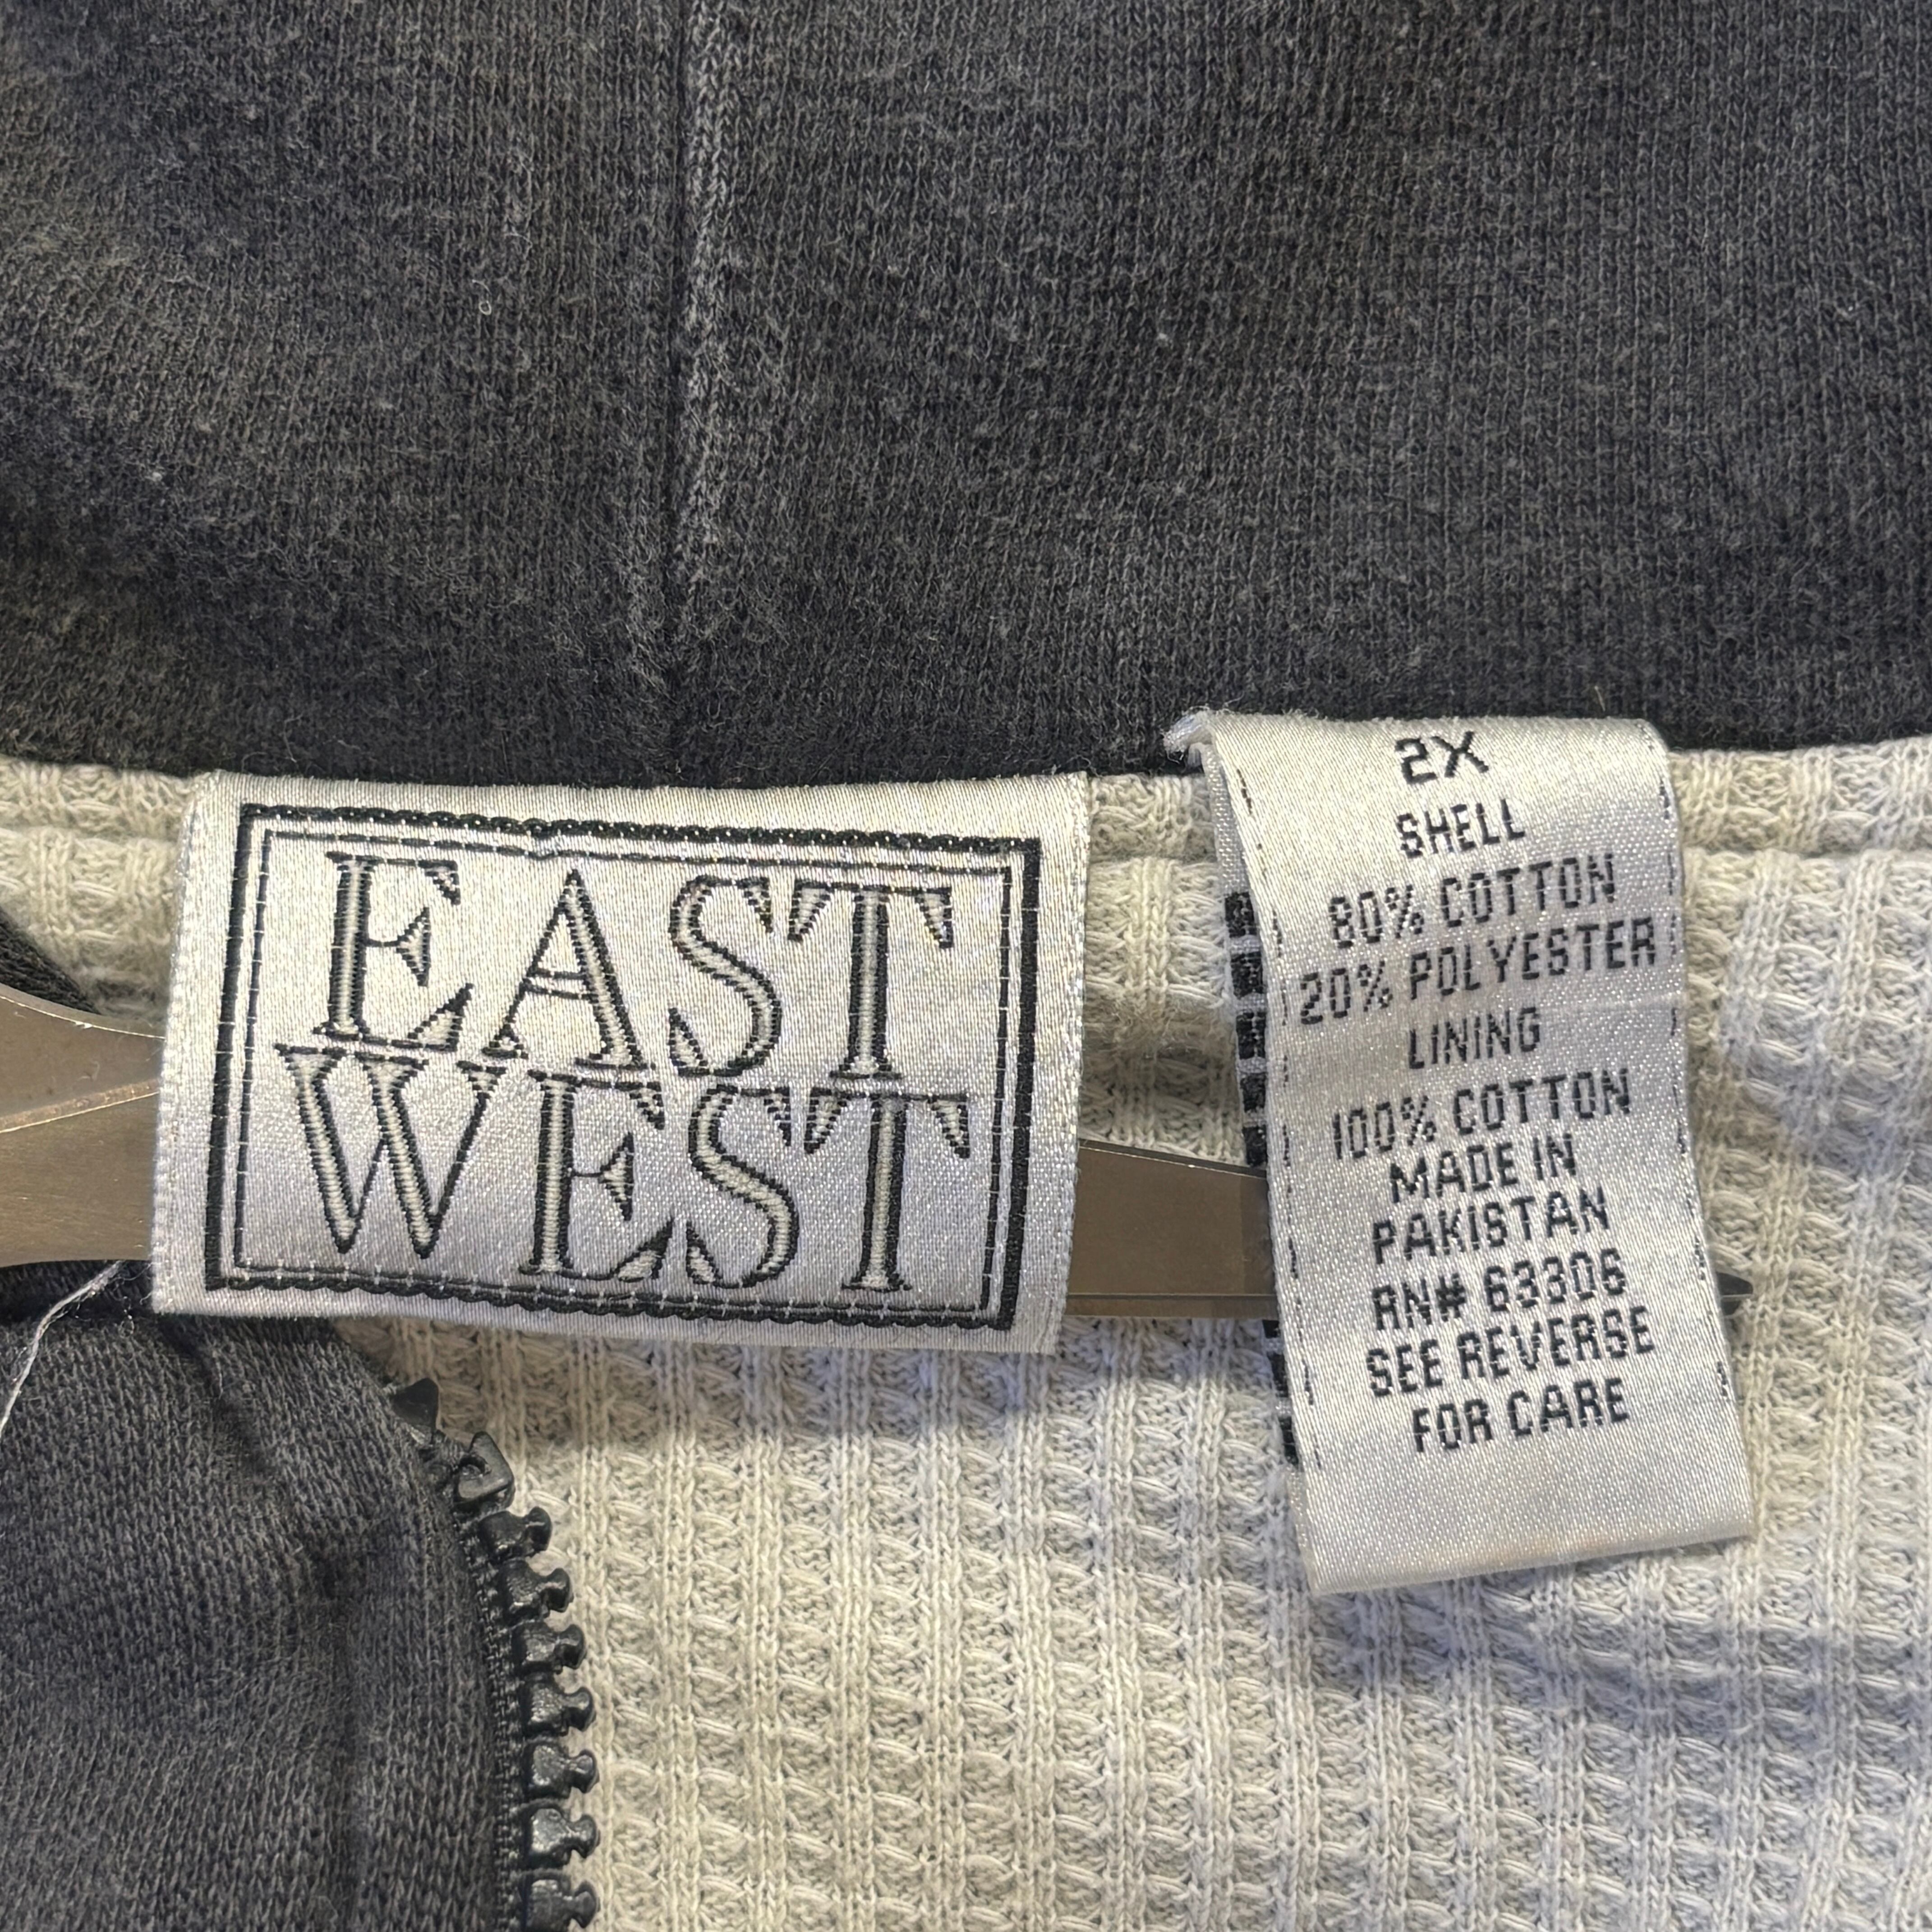 EAST
WEST
2X
SHELL
80% COTTON
20% POLYESTER
LINING
100% COTTON
MADE IN
PAKISTAN
RN# 63306
SEE REVERSE
FOR CARE